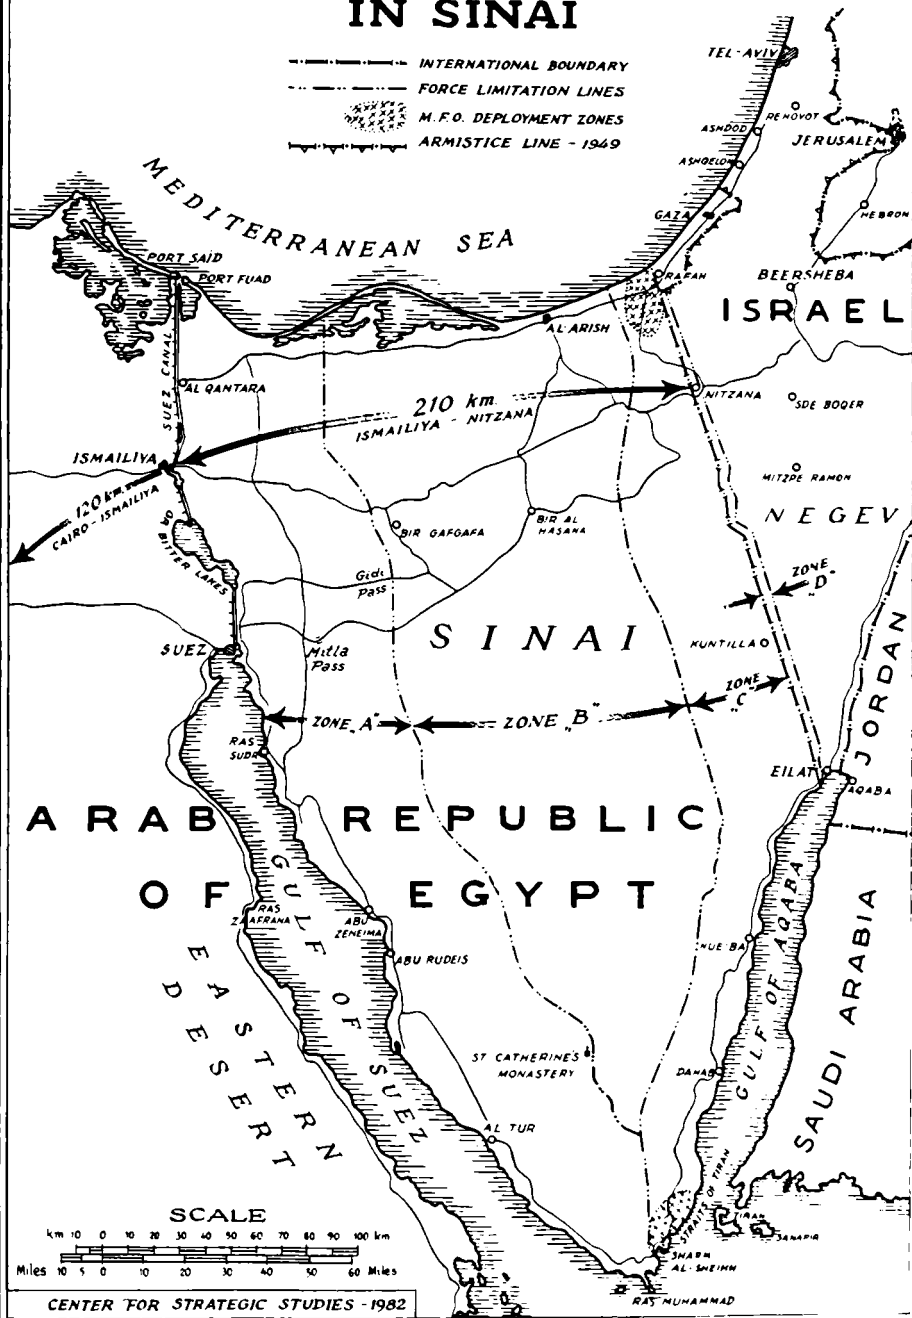 IN SINAI
INTERNATIONAL BOUNDARY
FORCE LIMITATION LINES
M.F.O. DEPLOYMENT ZONES
ARMISTICE LINE - 1949
TEL-AVIV
REHOVOT
ASHDOD
JERUSALEM
ASHQELON
MEDITERRANEAN SEA
GAZA
HEBRON
PORT SAID
PORT FUAD
RAFAH
BEERSHEBA
ISRAEL
AL-ARISH
SUEZ CANAL
AL QANTARA
210 km
ISMAILIYA - NITZANA
NITZANA
SDE BOQER
ISMAILIYA
120 km
CAIRO - ISMAILIYA
MITZPE RAMON
NEGEV
BIR GAFGAFA
BIR AL
HASANA
BITTER LAKES
Gidi
Pass
ZONE
"D"
SINAI
SUEZ
Mitla
Pass
KUNTILLA
JORDAN
ZONE „A"
ZONE „B"
ZONE
„C"
RAS
SUDR
EILAT
AQABA
ARAB REPUBLIC
OF EGYPT
GULF OF SUEZ
RAS
ZAAFRANA
ABU
ZENEIMA
ABU RUDEIS
EASTERN
DESERT
GULF OF AQABA
SAUDI ARABIA
ST CATHERINE'S
MONASTERY
DAHAB
AL TUR
STRAITS OF TIRAN
TIRAN
SANAFIR
SHARM
AL-SHEIKH
RAS MUHAMMAD
SCALE
km 10 0 10 20 30 40 50 60 70 80 90 100 km
Miles 10 5 0 10 20 40 50 60 Miles
CENTER FOR STRATEGIC STUDIES - 1982